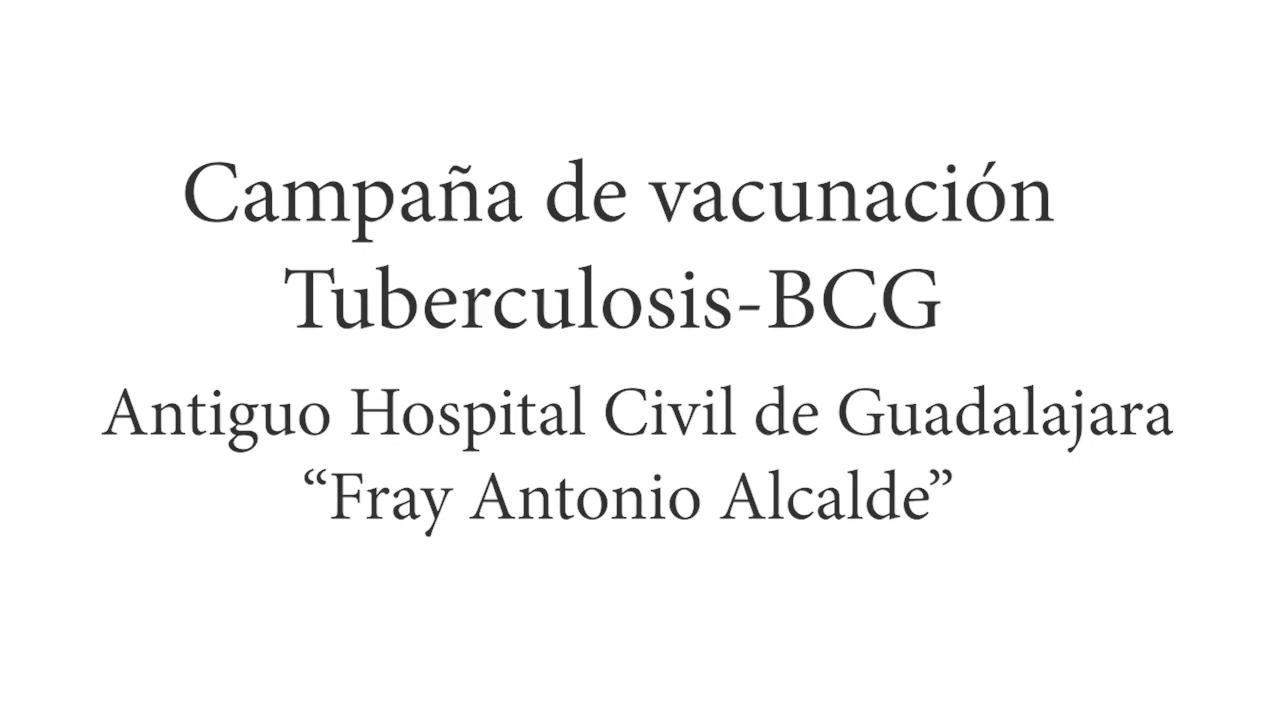 Campaña de vacunación
Tuberculosis-BCG
Antiguo Hospital Civil de Guadalajara
“Fray Antonio Alcalde”